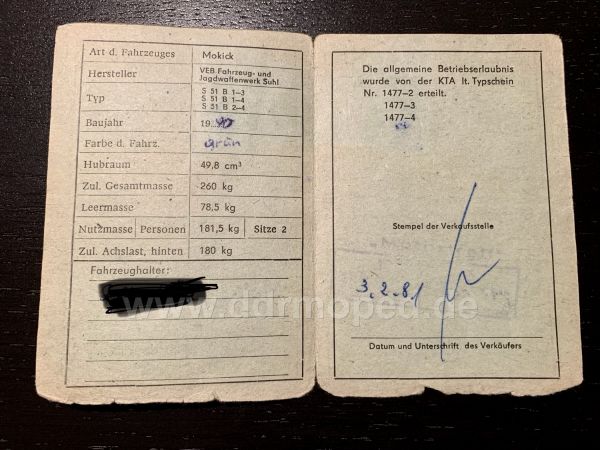 Art d. Fahrzeuges Mokick
Hersteller VEB Fahrzeug- und Jagdwaffenwerk Suhl
Typ S 51 B 1–3
S 51 B 1–4
S 51 B 2–4
Baujahr 19
Farbe d. Fahrz. grün
Hubraum 49,8 cm³
Zul. Gesamtmasse 260 kg
Leermasse 78,5 kg
Nutzmasse Personen 181,5 kg Sitze 2
Zul. Achslast, hinten 180 kg
Fahrzeughalter:
Die allgemeine Betriebserlaubnis
wurde von der KTA lt. Typschein
Nr. 1477–2 erteilt.
1477–3
1477–4
Stempel der Verkaufsstelle
3.2.81
Datum und Unterschrift des Verkäufers
www.ddrmoped.de